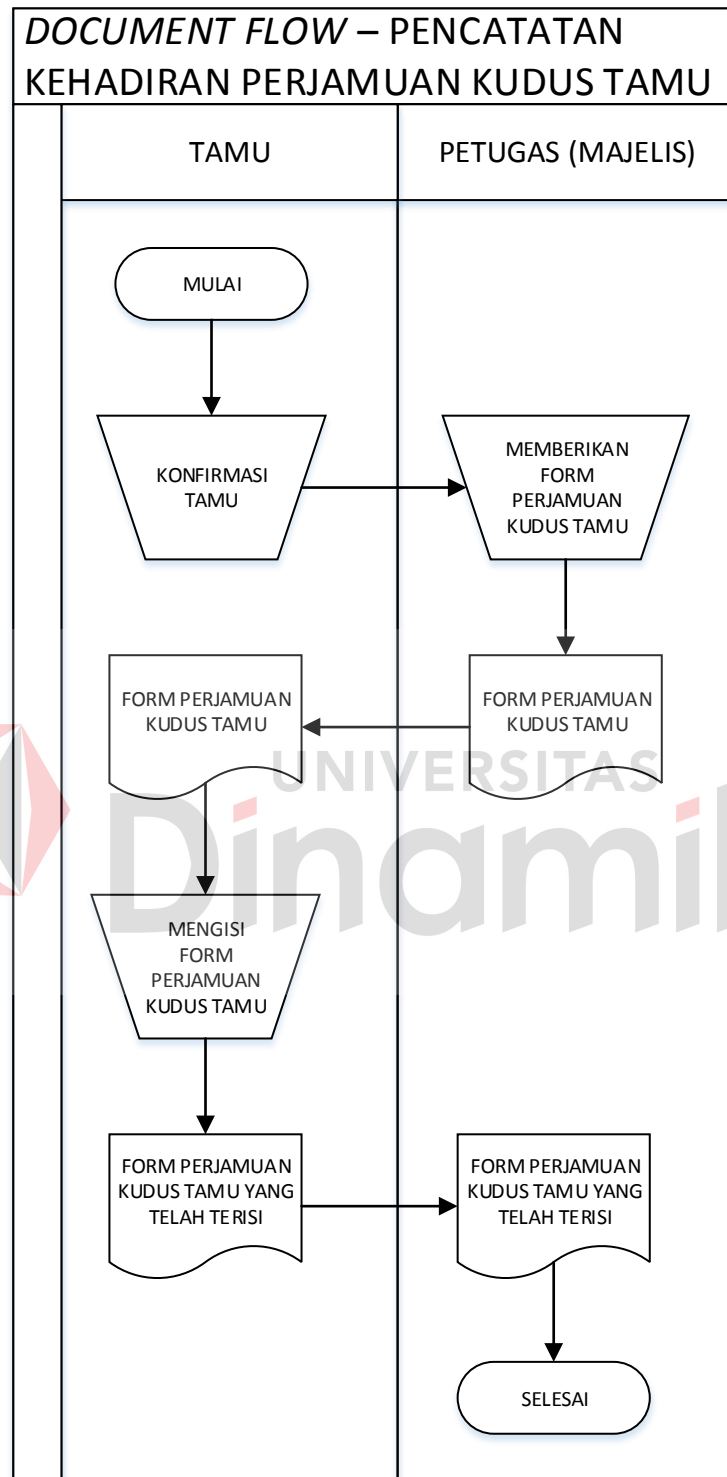 DOCUMENT FLOW – PENCATATAN
KEHADIRAN PERJAMUAN KUDUS TAMU
TAMU
PETUGAS (MAJELIS)
MULAI
KONFIRMASI
TAMU
MEMBERIKAN
FORM
PERJAMUAN
KUDUS TAMU
FORM PERJAMUAN
KUDUS TAMU
FORM PERJAMUAN
KUDUS TAMU
UNIVERSITAS
Dinami
MENGISI
FORM
PERJAMUAN
KUDUS TAMU
FORM PERJAMUAN
KUDUS TAMU YANG
TELAH TERISI
FORM PERJAMUAN
KUDUS TAMU YANG
TELAH TERISI
SELESAI